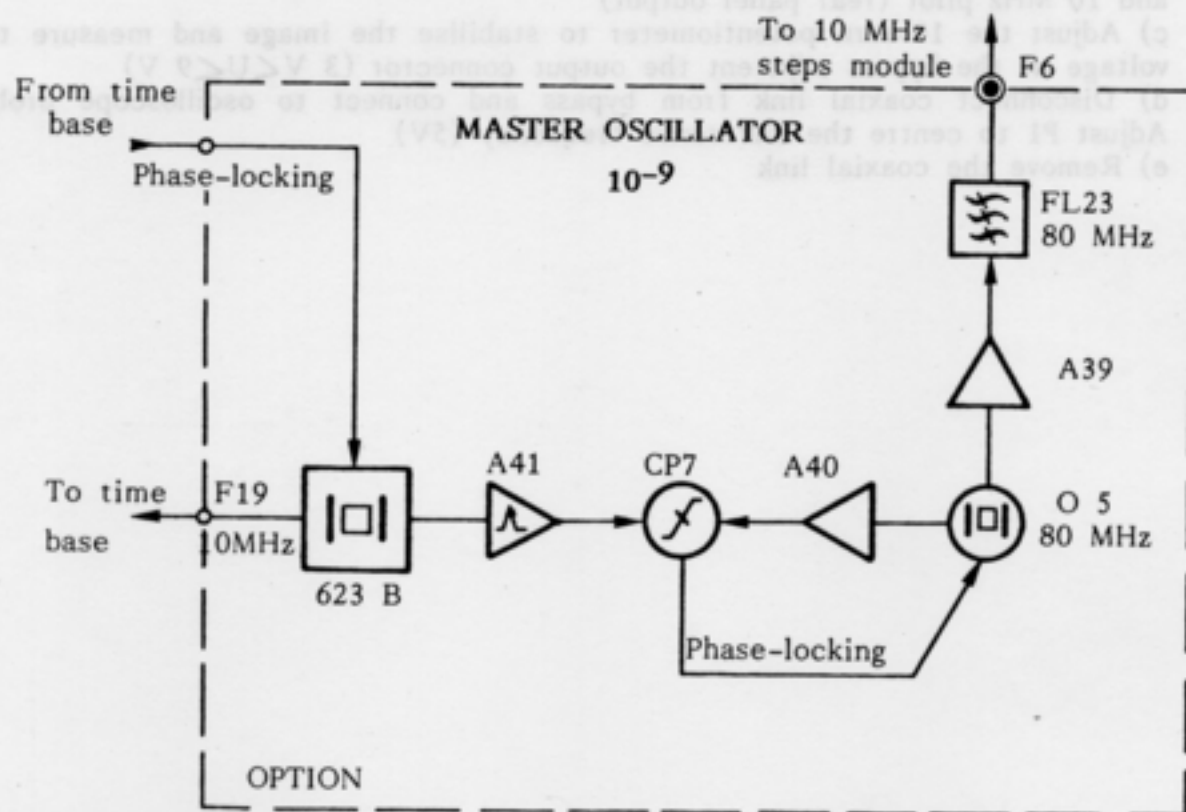 To 10 MHz
steps module
F6
From time
base
MASTER OSCILLATOR
10-9
Phase-locking
FL23
80 MHz
A39
To time
base
F19
10MHz
A41
CP7
A40
O 5
80 MHz
623 B
Phase-locking
OPTION